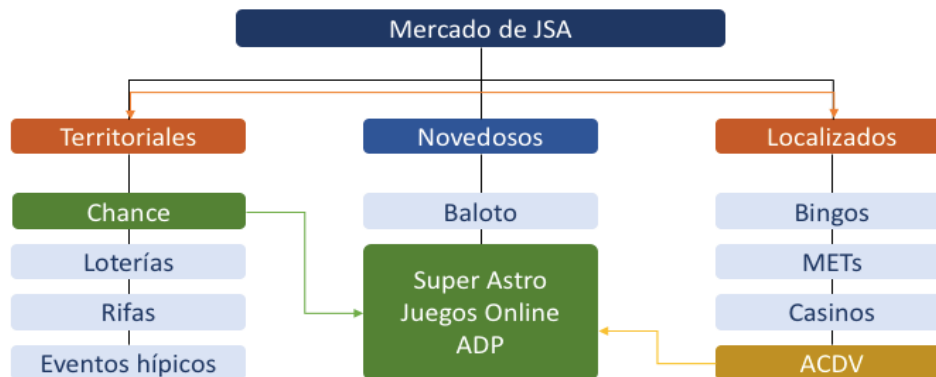 Mercado de JSA
Territoriales
Novedosos
Localizados
Chance
Baloto
Bingos
Loterías
Super Astro
Juegos Online
ADP
METs
Rifas
Casinos
Eventos hípicos
ACDV